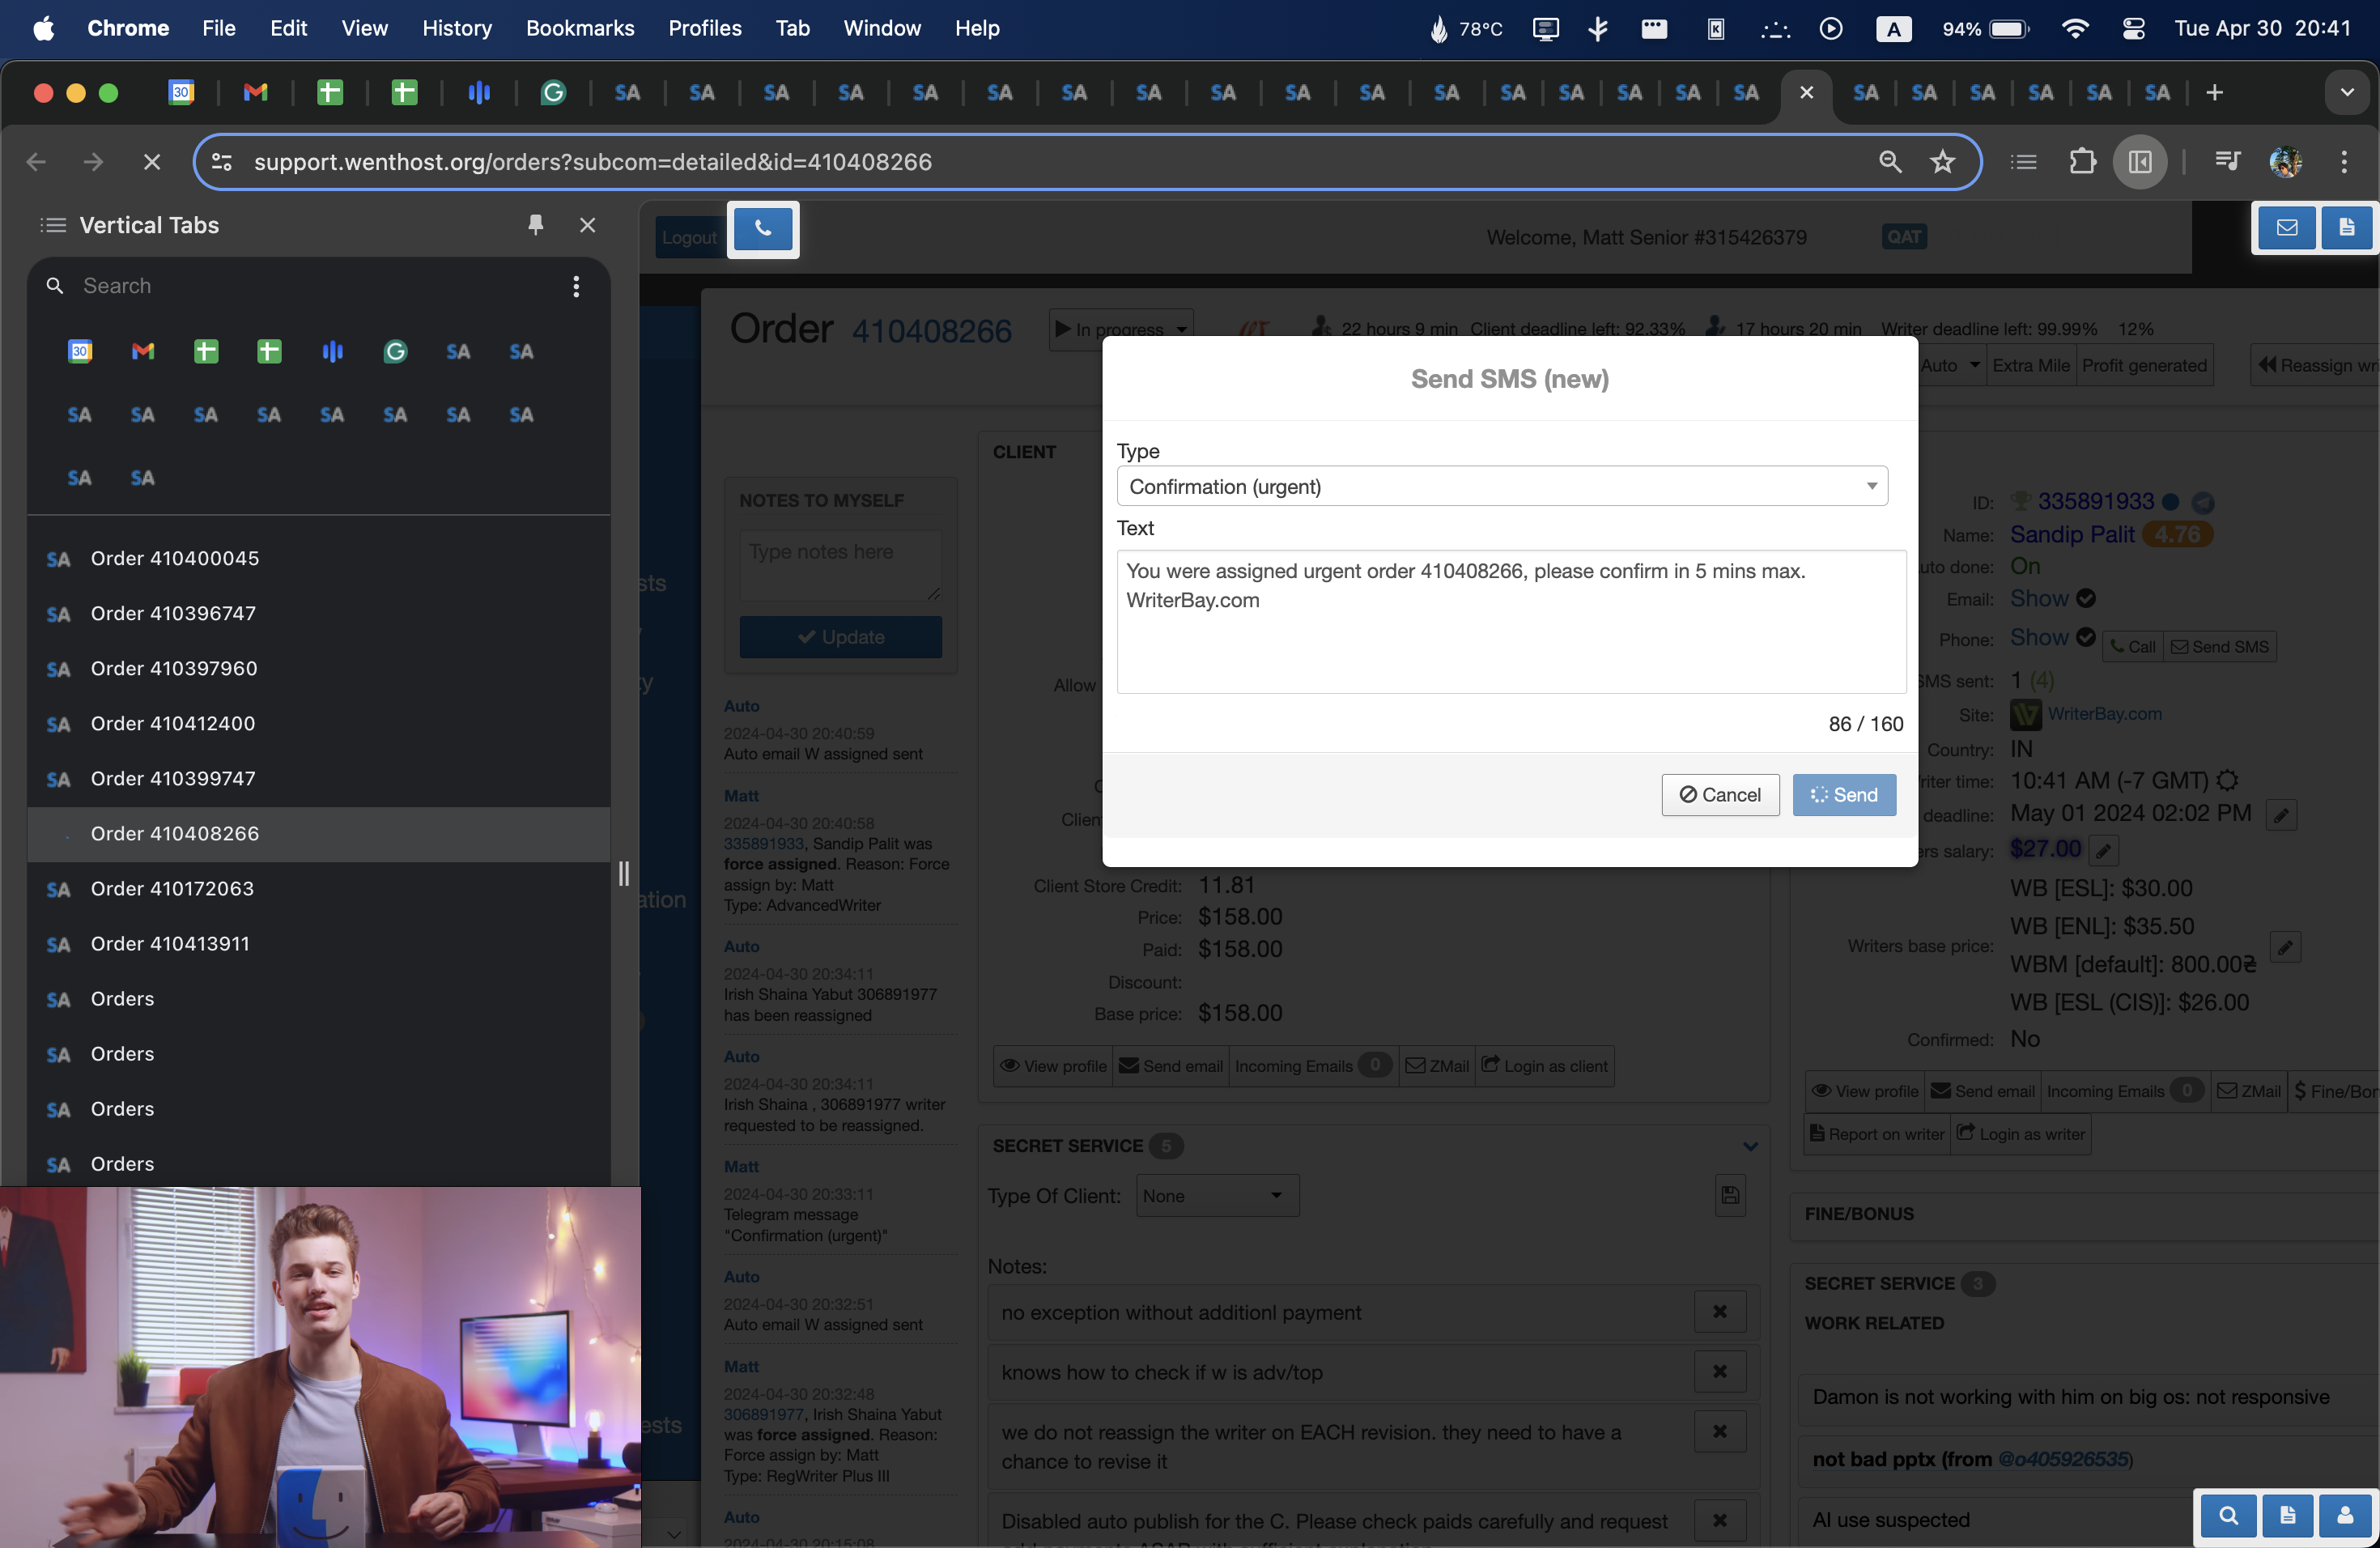 Chrome File Edit View History Bookmarks Profiles Tab Window Help 78°C A 94% Tue Apr 30 20:41
30 SA SA SA SA SA SA SA SA SA SA SA SA SA SA SA SA SA SA SA SA SA SA SA
support.wenthost.org/orders?subcom=detailed&id=410408266
Vertical Tabs
Search
30 SA SA
SA SA SA SA SA SA SA SA
SA SA
SA Order 410400045
SA Order 410396747
SA Order 410397960
SA Order 410412400
SA Order 410399747
Order 410408266
SA Order 410172063
SA Order 410413911
SA Orders
SA Orders
SA Orders
SA Orders
Logout
Welcome, Matt Senior #315426379 QAT
Order 410408266 In progress 22 hours 9 min Client deadline left: 92.33% 17 hours 20 min Writer deadline left: 99.99% 12%
Auto Extra Mile Profit generated Reassign wri
Send SMS (new)
Type
Confirmation (urgent)
Text
You were assigned urgent order 410408266, please confirm in 5 mins max.
WriterBay.com
86 / 160
Cancel Send
NOTES TO MYSELF
Type notes here
Update
Auto
2024-04-30 20:40:59
Auto email W assigned sent
Matt
2024-04-30 20:40:58
335891933, Sandip Palit was
force assigned. Reason: Force
assign by: Matt
Type: AdvancedWriter
Auto
2024-04-30 20:34:11
Irish Shaina Yabut 306891977
has been reassigned
Auto
2024-04-30 20:34:11
Irish Shaina , 306891977 writer
requested to be reassigned.
Matt
2024-04-30 20:33:11
Telegram message
"Confirmation (urgent)"
Auto
2024-04-30 20:32:51
Auto email W assigned sent
Matt
2024-04-30 20:32:48
306891977, Irish Shaina Yabut
was force assigned. Reason:
Force assign by: Matt
Type: RegWriter Plus III
Auto
2024-04-30 20:15:08
CLIENT
Allow
Clien
Client Store Credit: 11.81
Price: $158.00
Paid: $158.00
Discount:
Base price: $158.00
View profile Send email Incoming Emails 0 ZMail Login as client
SECRET SERVICE 5
Type Of Client: None
Notes:
no exception without additionl payment
knows how to check if w is adv/top
we do not reassign the writer on EACH revision. they need to have a
chance to revise it
Disabled auto publish for the C. Please check paids carefully and request
ID: 335891933
Name: Sandip Palit 4.76
uto done: On
Email: Show
Phone: Show Call Send SMS
SMS sent: 1 (4)
Site: WriterBay.com
Country: IN
riter time: 10:41 AM (-7 GMT)
deadline: May 01 2024 02:02 PM
ers salary: $27.00
WB [ESL]: $30.00
WB [ENL]: $35.50
Writers base price:
WBM [default]: 800.00₴
WB [ESL (CIS)]: $26.00
Confirmed: No
View profile Send email Incoming Emails 0 ZMail $ Fine/Bon
Report on writer Login as writer
FINE/BONUS
SECRET SERVICE 3
WORK RELATED
Damon is not working with him on big os: not responsive
not bad pptx (from @o405926535)
AI use suspected